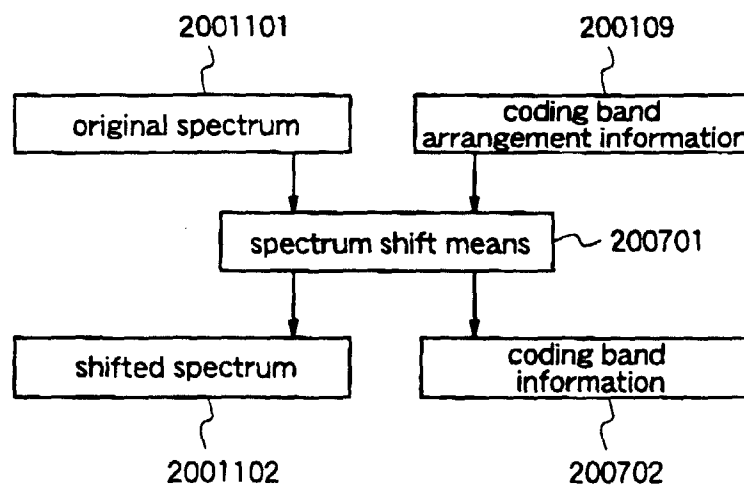 2001101
200109
original spectrum
coding band
arrangement information
spectrum shift means
200701
shifted spectrum
coding band
information
2001102
200702